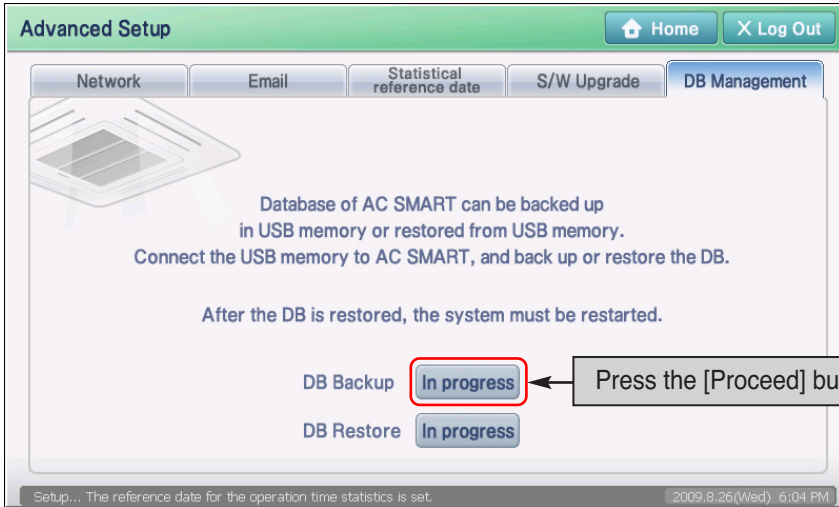 Advanced Setup
Home
X Log Out
Network
Email
Statistical
reference date
S/W Upgrade
DB Management
Database of AC SMART can be backed up
in USB memory or restored from USB memory.
Connect the USB memory to AC SMART, and back up or restore the DB.
After the DB is restored, the system must be restarted.
DB Backup
In progress
Press the [Proceed] bu
DB Restore
In progress
Setup... The reference date for the operation time statistics is set.
2009.8.26(Wed) 6:04 PM